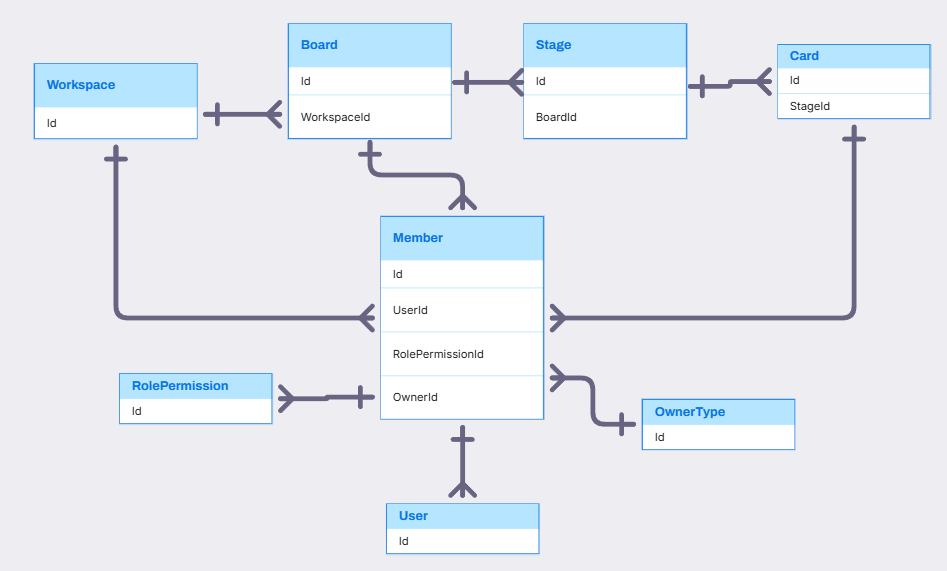 Workspace
Id
Board
Id
WorkspaceId
Stage
Id
BoardId
Card
Id
StageId
Member
Id
UserId
RolePermissionId
OwnerId
RolePermission
Id
OwnerType
Id
User
Id